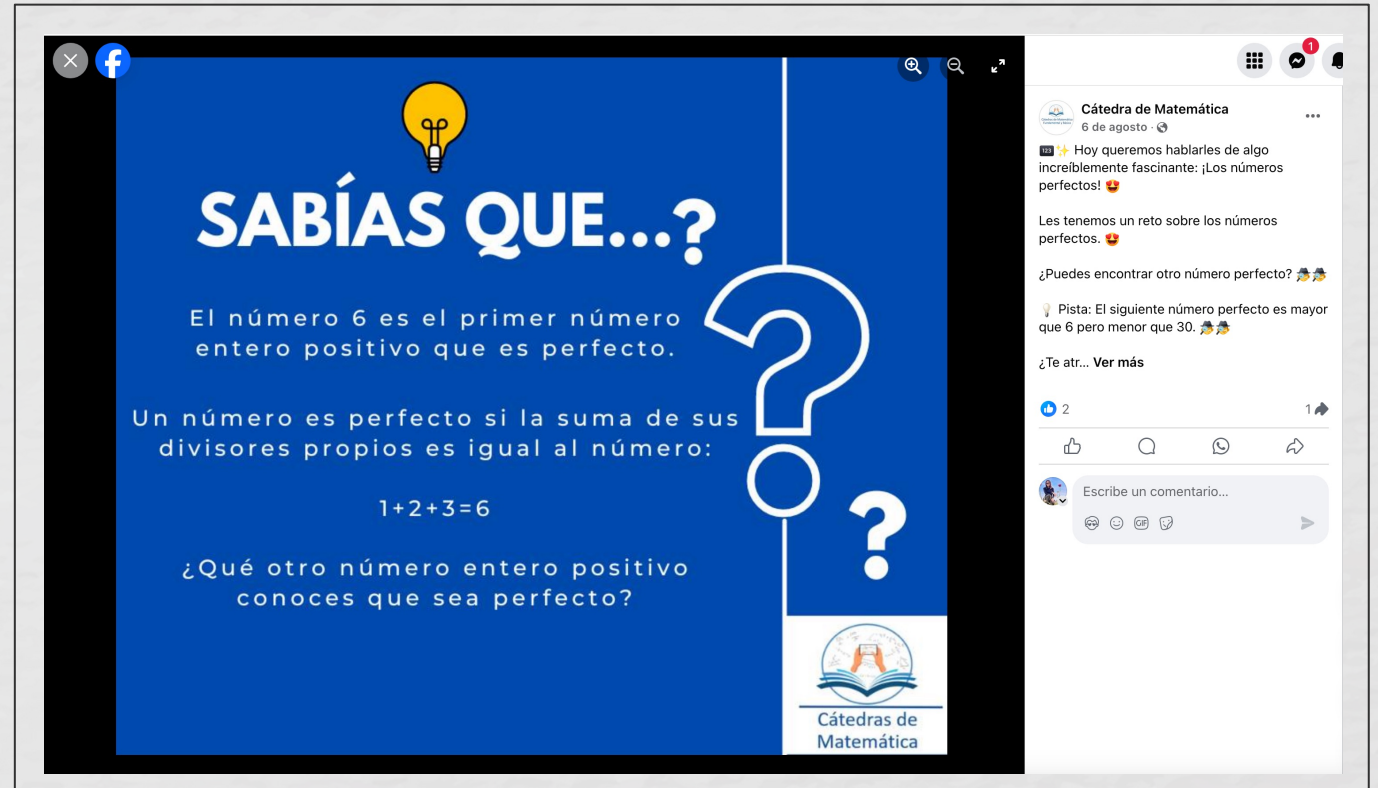 SABÍAS QUE...?
El número 6 es el primer número
entero positivo que es perfecto.
Un número es perfecto si la suma de sus
divisores propios es igual al número:
1+2+3=6
¿Qué otro número entero positivo
conoces que sea perfecto?
Cátedras de
Matemática
1
Cátedra de Matemática
6 de agosto
Hoy queremos hablarles de algo
increíblemente fascinante: ¡Los números
perfectos! 😍
Les tenemos un reto sobre los números
perfectos. 😍
¿Puedes encontrar otro número perfecto?
Pista: El siguiente número perfecto es mayor
que 6 pero menor que 30.
¿Te atr... Ver más
2
1
Escribe un comentario...
GIF